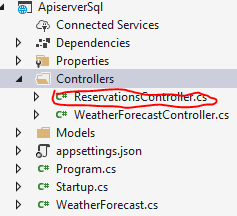 ApiserverSql
Connected Services
Dependencies
Properties
Controllers
C# ReservationsController.cs
C# WeatherForecastController.cs
Models
appsettings.json
C# Program.cs
C# Startup.cs
C# WeatherForecast.cs